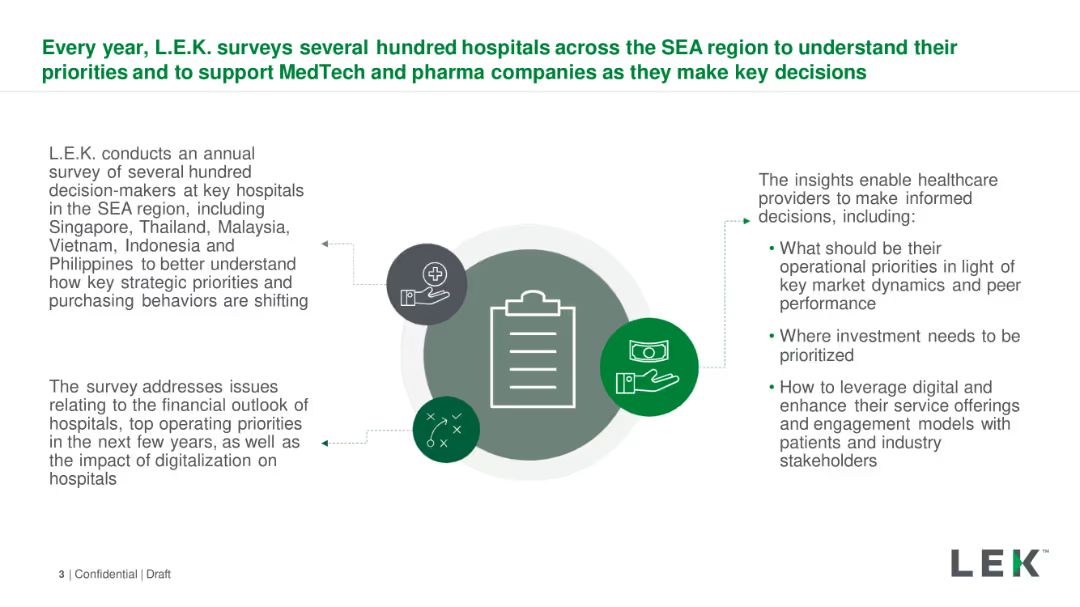 Every year, L.E.K. surveys several hundred hospitals across the SEA region to understand their
priorities and to support MedTech and pharma companies as they make key decisions
L.E.K. conducts an annual
survey of several hundred
decision-makers at key hospitals
in the SEA region, including
Singapore, Thailand, Malaysia,
Vietnam, Indonesia and
Philippines to better understand
how key strategic priorities and
purchasing behaviors are shifting
The survey addresses issues
relating to the financial outlook of
hospitals, top operating priorities
in the next few years, as well as
the impact of digitalization on
hospitals
The insights enable healthcare
providers to make informed
decisions, including:
• What should be their
operational priorities in light of
key market dynamics and peer
performance
• Where investment needs to be
prioritized
• How to leverage digital and
enhance their service offerings
and engagement models with
patients and industry
stakeholders
3 | Confidential | Draft
LEK™